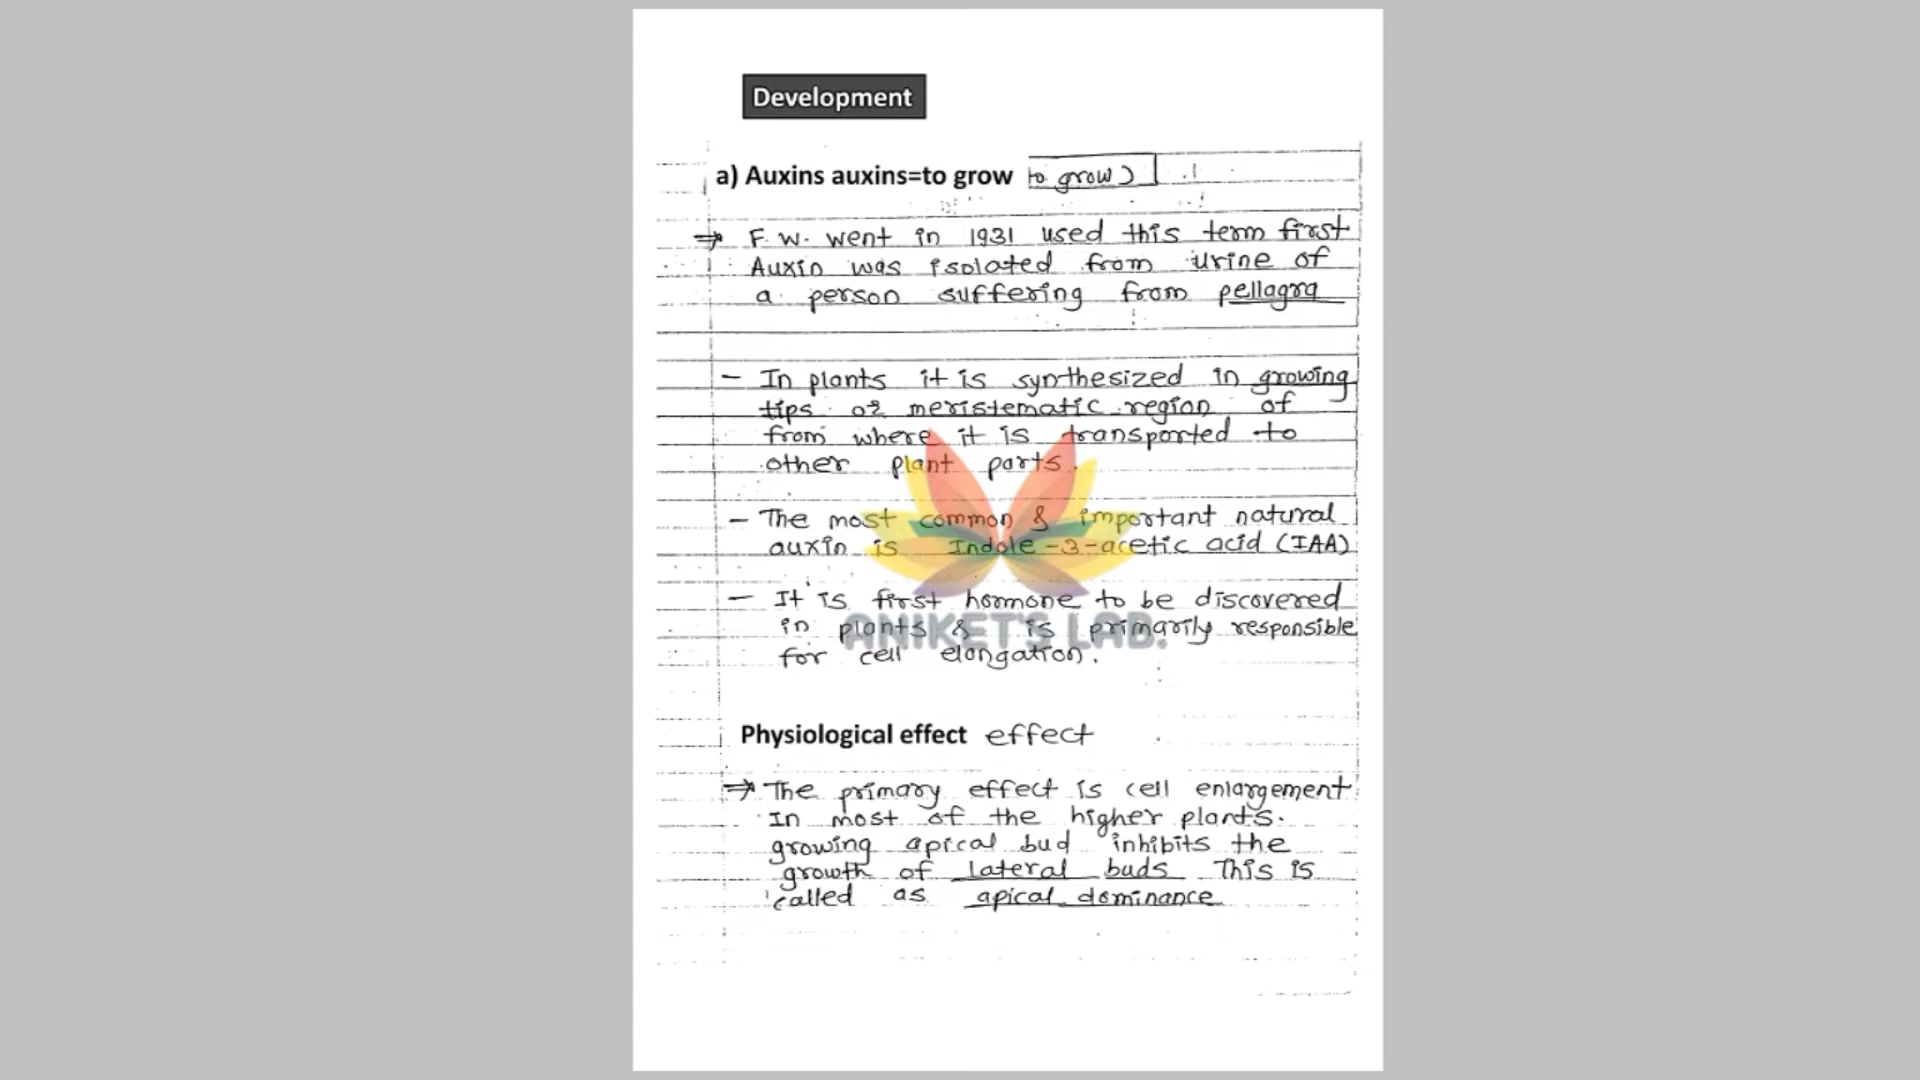 Development
a) Auxins auxins=to grow to grow)
⇒ F. W. went in 1931 used this term first
Auxin was isolated from urine of
a person suffering from pellagra
- In plants it is synthesized in growing
tips or meristematic region of
from where it is transported to
other plant parts.
- The most common & important natural
auxin is Indole-3-acetic acid (IAA)
- It is first hormone to be discovered
in plants & is primarily responsible
for cell elongation.
ANIKET'S LAB.
Physiological effect effect
⇒ The primary effect is cell enlargement
In most of the higher plants.
growing apical bud inhibits the
growth of lateral buds This is
called as apical dominance